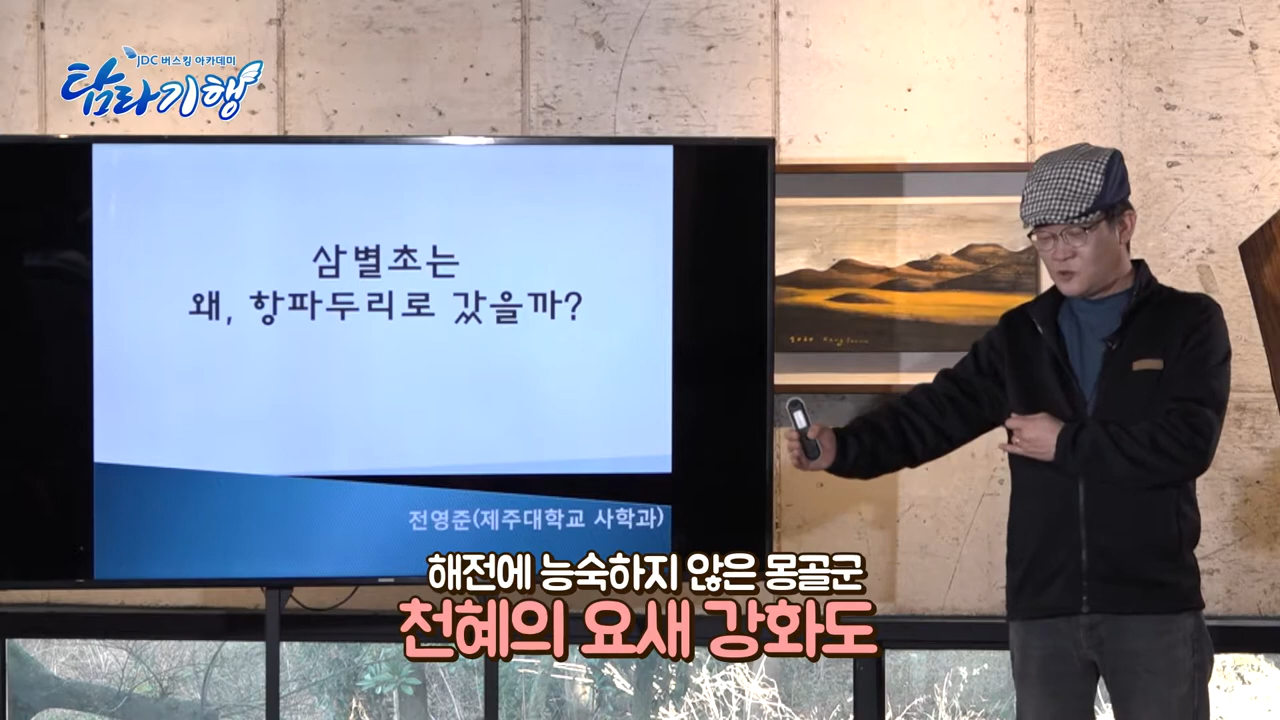 JDC 버스킹 아카데미
탐라기행
삼별초는
왜, 항파두리로 갔을까?
전영준(제주대학교 사학과)
해전에 능숙하지 않은 몽골군
천혜의 요새 강화도